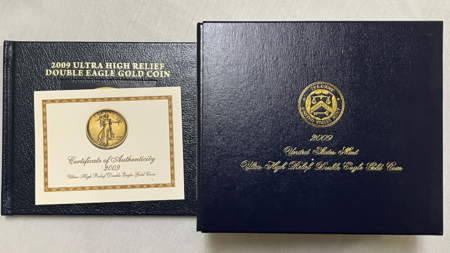 2009 ULTRA HIGH RELIEF
DOUBLE EAGLE GOLD COIN
Certificate of Authenticity
2009
Ultra High Relief Double Eagle Gold Coin
2009
United States Mint
Ultra High Relief Double Eagle Gold Coin